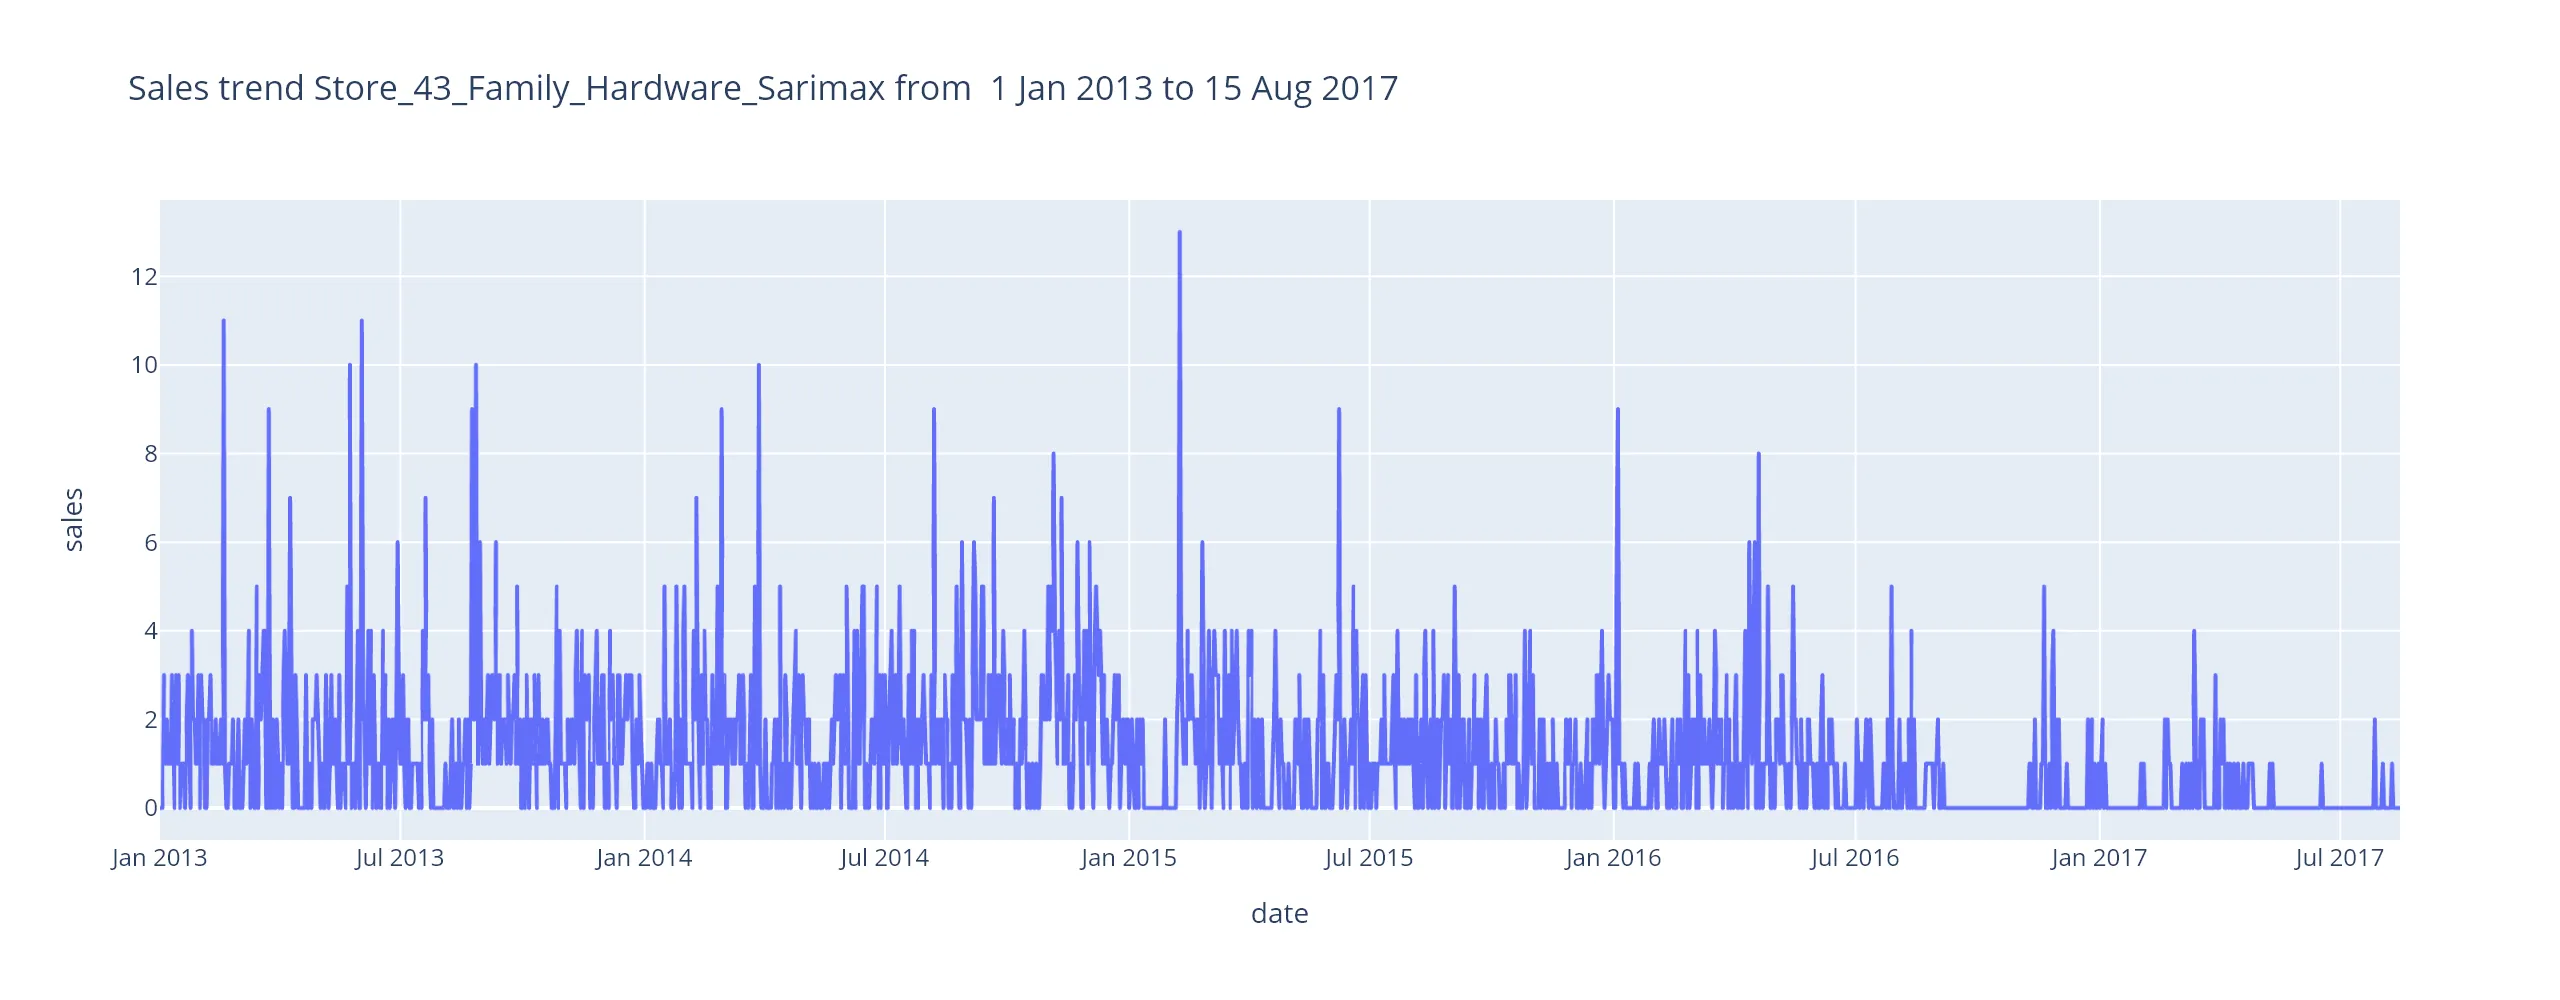 Sales trend Store_43_Family_Hardware_Sarimax from  1 Jan 2013 to 15 Aug 2017
12
10
8
6
4
2
0
sales
Jan 2013 Jul 2013 Jan 2014 Jul 2014 Jan 2015 Jul 2015 Jan 2016 Jul 2016 Jan 2017 Jul 2017
date